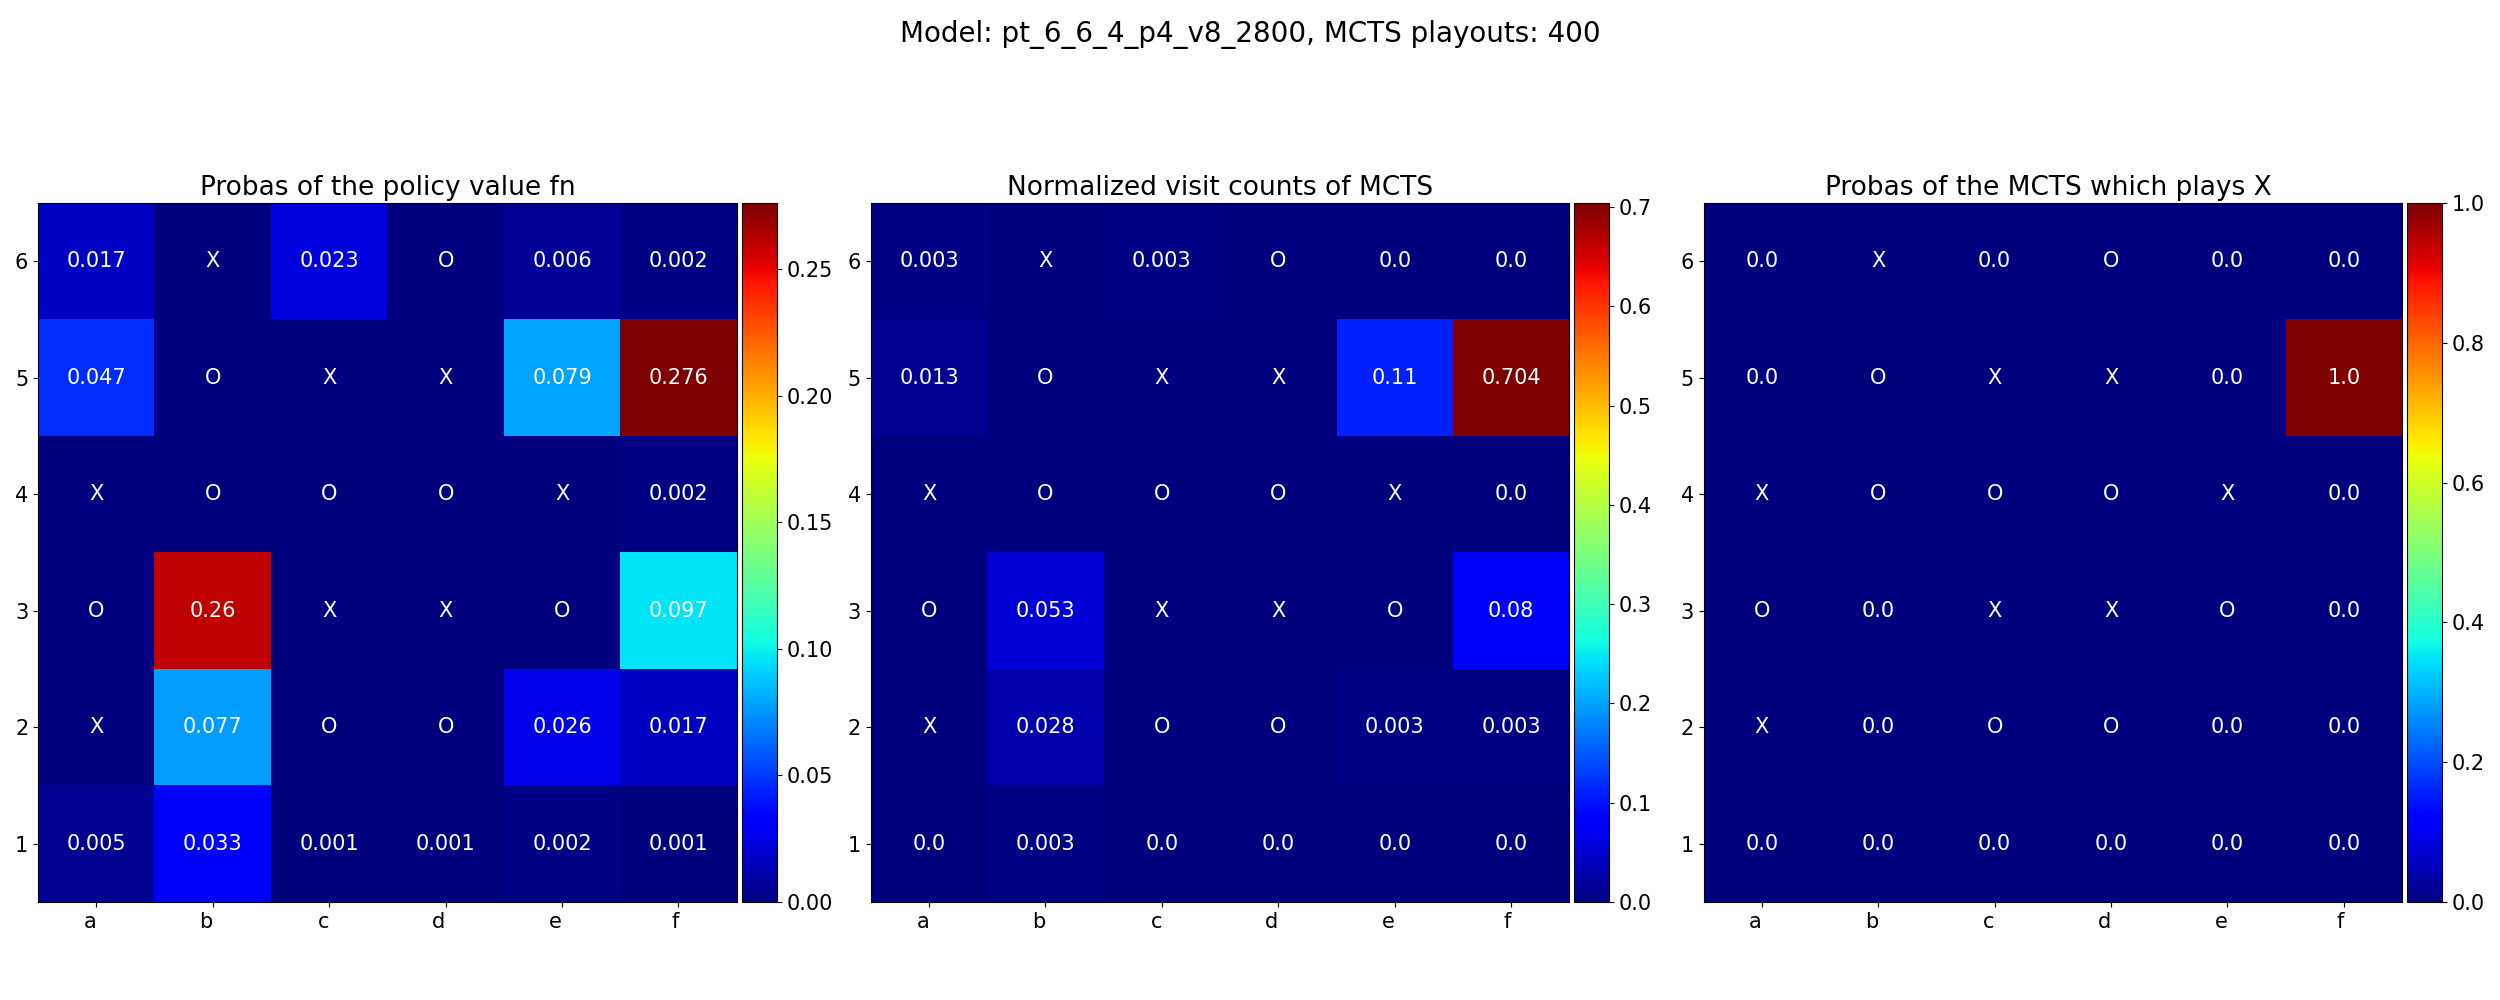 Model: pt_6_6_4_p4_v8_2800, MCTS playouts: 400
Probas of the policy value fn
6 0.017 X 0.023 O 0.006 0.002
5 0.047 O X X 0.079 0.276
4 X O O O X 0.002
3 O 0.26 X X O 0.097
2 X 0.077 O O 0.026 0.017
1 0.005 0.033 0.001 0.001 0.002 0.001
a b c d e f
0.25
0.20
0.15
0.10
0.05
0.00
Normalized visit counts of MCTS
6 0.003 X 0.003 O 0.0 0.0
5 0.013 O X X 0.11 0.704
4 X O O O X 0.0
3 O 0.053 X X O 0.08
2 X 0.028 O O 0.003 0.003
1 0.0 0.003 0.0 0.0 0.0 0.0
a b c d e f
0.7
0.6
0.5
0.4
0.3
0.2
0.1
0.0
Probas of the MCTS which plays X
6 0.0 X 0.0 O 0.0 0.0
5 0.0 O X X 0.0 1.0
4 X O O O X 0.0
3 O 0.0 X X O 0.0
2 X 0.0 O O 0.0 0.0
1 0.0 0.0 0.0 0.0 0.0 0.0
a b c d e f
1.0
0.8
0.6
0.4
0.2
0.0